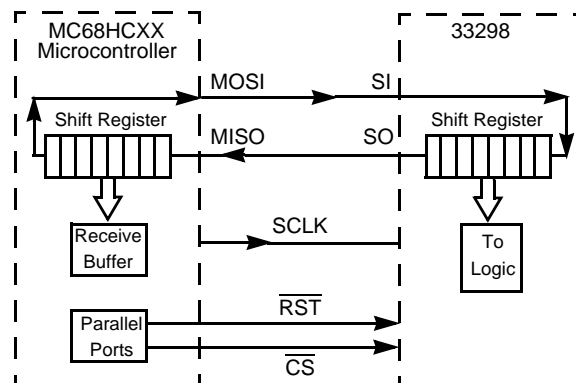 MC68HCXX
Microcontroller
33298
MOSI
SI
Shift Register
Shift Register
MISO
SO
Receive
Buffer
SCLK
To
Logic
Parallel
Ports
RST
CS